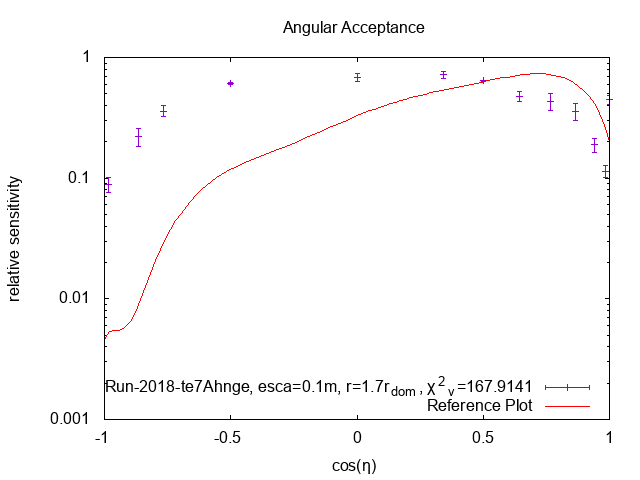 Angular Acceptance
relative sensitivity
1
0.1
0.01
0.001
Run-2018-te7Ahnge, esca=0.1m, r=1.7r_dom, χ²_ν=167.9141
Reference Plot
-1 -0.5 0 0.5 1
cos(η)